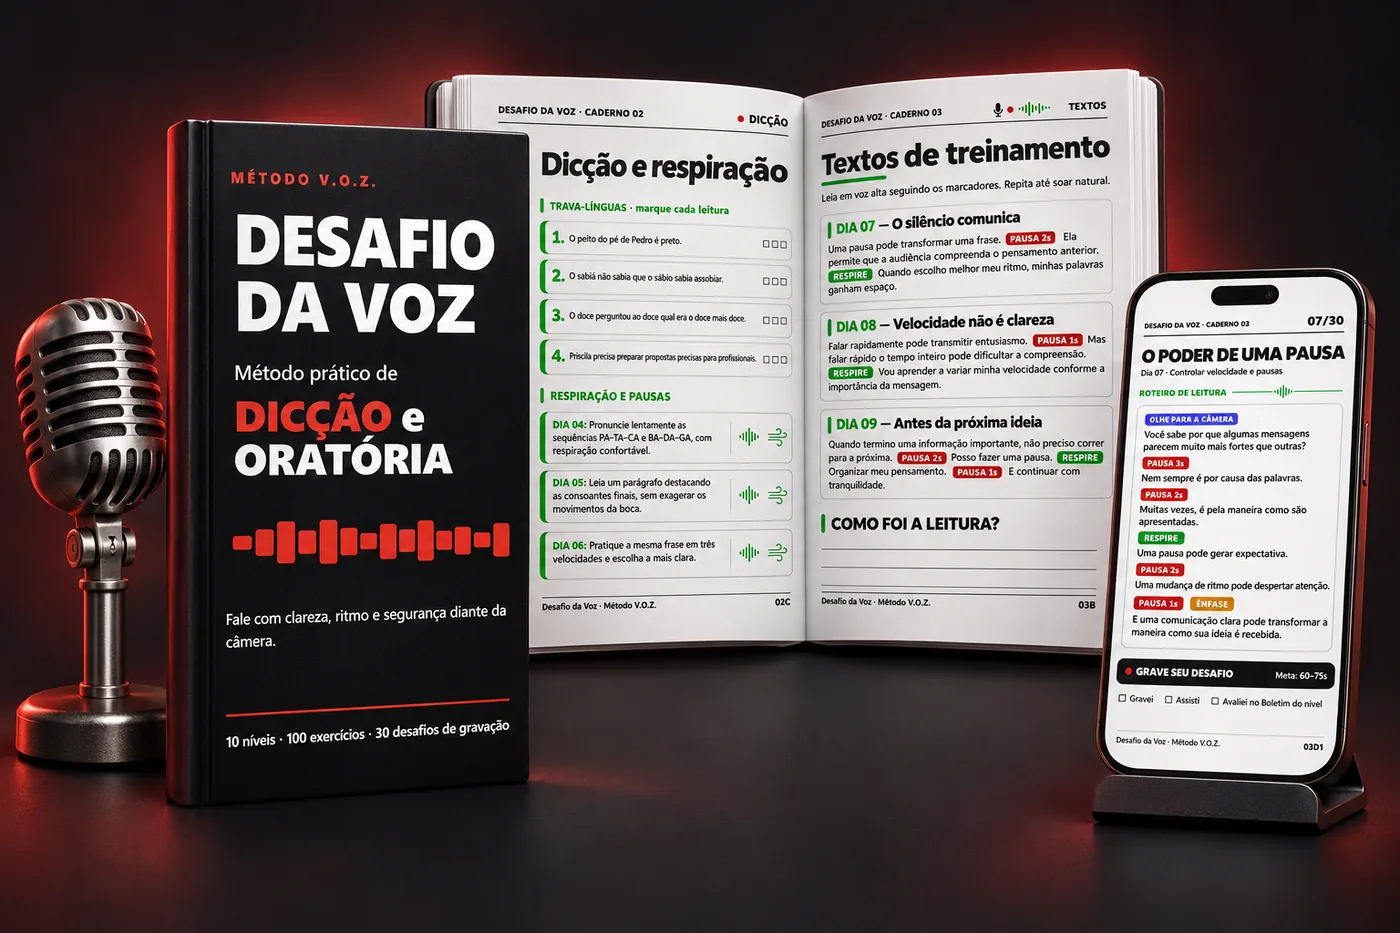 MÉTODO V.O.Z.
DESAFIO
DA VOZ
Método prático de
DICÇÃO e
ORATÓRIA
Fale com clareza, ritmo e segurança diante da
câmera.
10 níveis · 100 exercícios · 30 desafios de gravação
DESAFIO DA VOZ · CADERNO 02
DICÇÃO
Dicção e respiração
TRAVA-LÍNGUAS · marque cada leitura
1. O peito do pé de Pedro é preto.
2. O sabiá não sabia que o sábio sabia assobiar.
3. O doce perguntou ao doce qual era o doce mais doce.
4. Priscila precisa preparar propostas precisas para profissionais.
RESPIRAÇÃO E PAUSAS
DIA 04: Pronuncie lentamente as
sequências PA-TA-CA e BA-DA-GA, com
respiração confortável.
DIA 05: Leia um parágrafo destacando
as consoantes finais, sem exagerar os
movimentos da boca.
DIA 06: Pratique a mesma frase em três
velocidades e escolha a mais clara.
Desafio da Voz · Método V.O.Z.
02C
DESAFIO DA VOZ · CADERNO 03
TEXTOS
Textos de treinamento
Leia em voz alta seguindo os marcadores. Repita até soar natural.
DIA 07 — O silêncio comunica
Uma pausa pode transformar uma frase. PAUSA 2s Ela
permite que a audiência compreenda o pensamento anterior.
RESPIRE Quando escolho melhor meu ritmo, minhas palavras
ganham espaço.
DIA 08 — Velocidade não é clareza
Falar rapidamente pode transmitir entusiasmo. PAUSA 1s Mas
falar rápido o tempo inteiro pode dificultar a compreensão.
RESPIRE Vou aprender a variar minha velocidade conforme a
importância da mensagem.
DIA 09 — Antes da próxima ideia
Quando termino uma informação importante, não preciso correr
para a próxima. PAUSA 2s Posso fazer uma pausa. RESPIRE
Organizar meu pensamento. PAUSA 1s E continuar com
tranquilidade.
COMO FOI A LEITURA?
Desafio da Voz · Método V.O.Z.
03B
DESAFIO DA VOZ · CADERNO 03
07/30
O PODER DE UMA PAUSA
Dia 07 · Controlar velocidade e pausas
ROTEIRO DE LEITURA
OLHE PARA A CÂMERA
Você sabe por que algumas mensagens
parecem muito mais fortes que outras?
PAUSA 3s
Nem sempre é por causa das palavras.
PAUSA 2s
Muitas vezes, é pela maneira como são
apresentadas.
RESPIRE
Uma pausa pode gerar expectativa.
PAUSA 2s
Uma mudança de ritmo pode despertar atenção.
PAUSA 1s ÊNFASE
E uma comunicação clara pode transformar a
maneira como sua ideia é recebida.
GRAVE SEU DESAFIO
Meta: 60-75s
Gravei
Assisti
Avaliei no Boletim do nível
Desafio da Voz · Método V.O.Z.
03D1